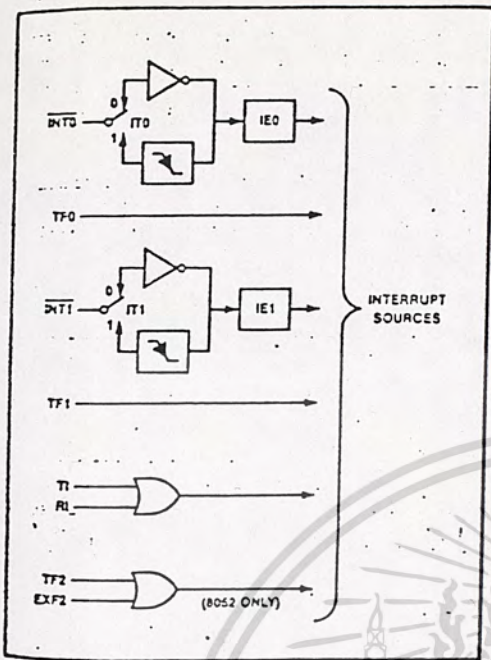 0
INT0
IT0
1
IE0
TF0
0
INT1
IT1
1
IE1
INTERRUPT
SOURCES
TF1
TI
RI
TF2
EXF2
(8052 ONLY)